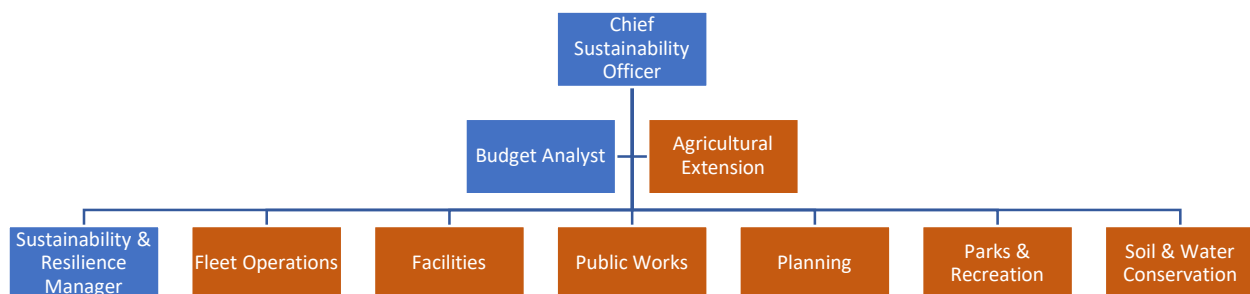 Chief
Sustainability
Officer
Budget Analyst
Agricultural
Extension
Sustainability &
Resilience
Manager
Fleet Operations
Facilities
Public Works
Planning
Parks &
Recreation
Soil & Water
Conservation